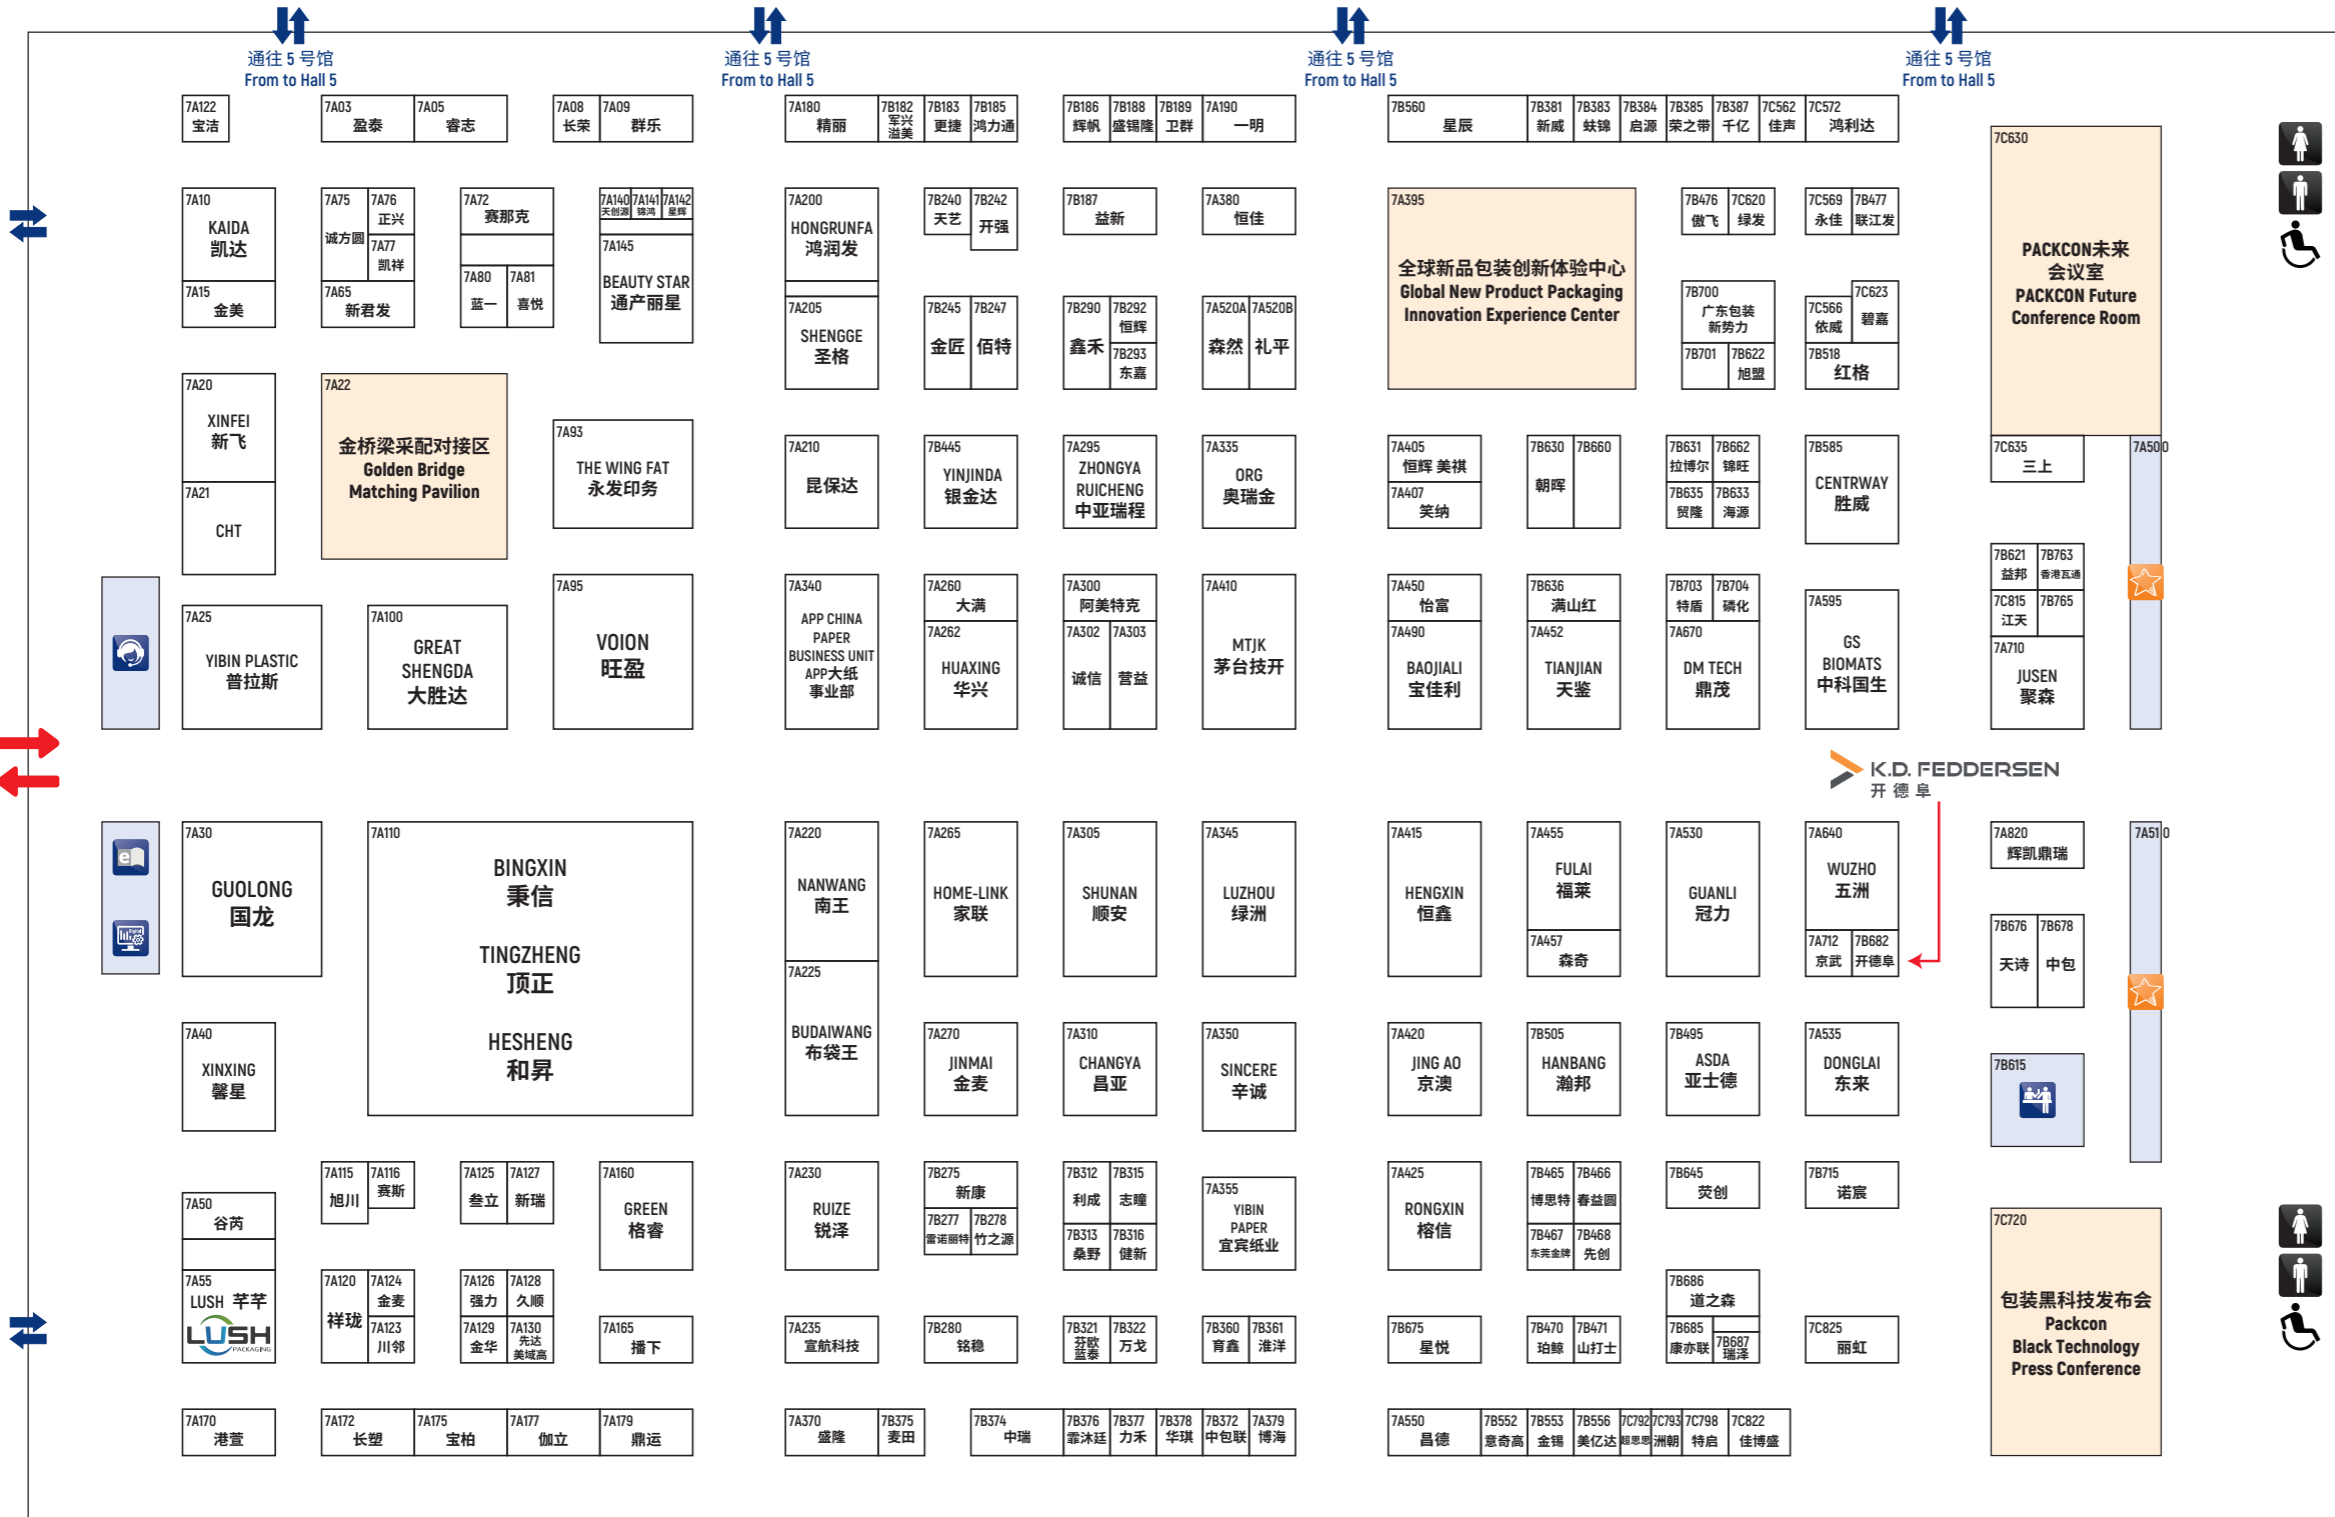 通往 5 号馆
From to Hall 5
通往 5 号馆
From to Hall 5
通往 5 号馆
From to Hall 5
通往 5 号馆
From to Hall 5
7A122
宝洁
7A03
盈泰
7A05
睿志
7A08
长荣
7A09
群乐
7A180
精丽
7B182
军兴
溢美
7B183
更捷
7B185
鸿力通
7B186
辉帆
7B188
盛锡隆
7B189
卫群
7A190
一明
7B560
星辰
7B381
新威
7B383
蚨锦
7B384
启源
7B385
荣之带
7B387
千亿
7C562
佳声
7C572
鸿利达
7C630
PACKCON未来
会议室
PACKCON Future
Conference Room
7A10
KAIDA
凯达
7A15
金美
7A75
诚方圆
7A76
正兴
7A77
凯祥
7A65
新君发
7A72
赛那克
7A80
蓝一
7A81
喜悦
7A140
天创源
7A141
锦鸿
7A142
星辉
7A145
BEAUTY STAR
通产丽星
7A200
HONGRUNFA
鸿润发
7A205
SHENGGE
圣格
7B240
天艺
7B242
开强
7B245
金匠
7B247
佰特
7B187
益新
7B290
鑫禾
7B292
恒辉
7B293
东嘉
7A380
恒佳
7A520A
森然
7A520B
礼平
7A395
全球新品包装创新体验中心
Global New Product Packaging
Innovation Experience Center
7B476
傲飞
7C620
绿发
7B700
广东包装
新势力
7B701
7B622
旭盟
7C569
永佳
7B477
联江发
7C566
依威
7C623
碧嘉
7B518
红格
7A20
XINFEI
新飞
7A21
CHT
7A22
金桥梁采配对接区
Golden Bridge
Matching Pavilion
7A93
THE WING FAT
永发印务
7A210
昆保达
7B445
YINJINDA
银金达
7A295
ZHONGYA
RUICHENG
中亚瑞程
7A335
ORG
奥瑞金
7A405
恒辉 美祺
7A407
笑纳
7B630
朝晖
7B660
7B631
拉博尔
7B662
锦旺
7B635
贸隆
7B633
海源
7B585
CENTRWAY
胜威
7C635
三上
7A500
7A25
YIBIN PLASTIC
普拉斯
7A100
GREAT
SHENGDA
大胜达
7A95
VOION
旺盈
7A340
APP CHINA
PAPER
BUSINESS UNIT
APP大纸
事业部
7A260
大满
7A262
HUAXING
华兴
7A300
阿美特克
7A302
诚信
7A303
营益
7A410
MTJK
茅台技开
7A450
怡富
7A490
BAOJIALI
宝佳利
7B636
满山红
7A452
TIANJIAN
天鉴
7B703
特盾
7B704
磷化
7A670
DM TECH
鼎茂
7A595
GS
BIOMATS
中科国生
7B621
益邦
7B763
香港瓦通
7C815
江天
7B765
7A710
JUSEN
聚森
K.D. FEDDERSEN
开德阜
7A30
GUOLONG
国龙
7A110
BINGXIN
秉信
TINGZHENG
顶正
HESHENG
和昇
7A220
NANWANG
南王
7A225
BUDAIWANG
布袋王
7A265
HOME-LINK
家联
7A305
SHUNAN
顺安
7A345
LUZHOU
绿洲
7A415
HENGXIN
恒鑫
7A455
FULAI
福莱
7A457
森奇
7A530
GUANLI
冠力
7A640
WUZHO
五洲
7A712
京武
7B682
开德阜
7A820
辉凯鼎瑞
7A510
7B676
天诗
7B678
中包
7A40
XINXING
馨星
7A270
JINMAI
金麦
7A310
CHANGYA
昌亚
7A350
SINCERE
辛诚
7A420
JING AO
京澳
7B505
HANBANG
瀚邦
7B495
ASDA
亚士德
7A535
DONGLAI
东来
7B615
7A50
谷芮
7A55
LUSH 芊芊
LUSH
PACKAGING
7A115
旭川
7A116
赛斯
7A125
叁立
7A127
新瑞
7A160
GREEN
格睿
7A230
RUIZE
锐泽
7B275
新康
7B277
雷诺丽特
7B278
竹之源
7B312
利成
7B315
志瞳
7B313
桑野
7B316
健新
7A355
YIBIN
PAPER
宜宾纸业
7A425
RONGXIN
榕信
7B465
博思特
7B466
春益圆
7B467
东莞金牌
7B468
先创
7B645
荧创
7B715
诺宸
7C720
包装黑科技发布会
Packcon
Black Technology
Press Conference
7A120
祥珑
7A124
金麦
7A123
川邻
7A126
强力
7A128
久顺
7A129
金华
7A130
先达
美域高
7A165
播下
7A235
宣航科技
7B280
铭稳
7B321
芬欧
蓝泰
7B322
万戈
7B360
育鑫
7B361
淮洋
7B675
星悦
7B470
珀鲸
7B471
山打士
7B686
道之森
7B685
康亦联
7B687
瑞泽
7C825
丽虹
7A170
港萱
7A172
长塑
7A175
宝柏
7A177
伽立
7A179
鼎运
7A370
盛隆
7B375
麦田
7B374
中瑞
7B376
霏沐廷
7B377
力禾
7B378
华琪
7B372
中包联
7A379
博海
7A550
昌德
7B552
意奇高
7B553
金锡
7B556
美亿达
7C792
超思思
7C793
洲朝
7C798
特启
7C822
佳博盛